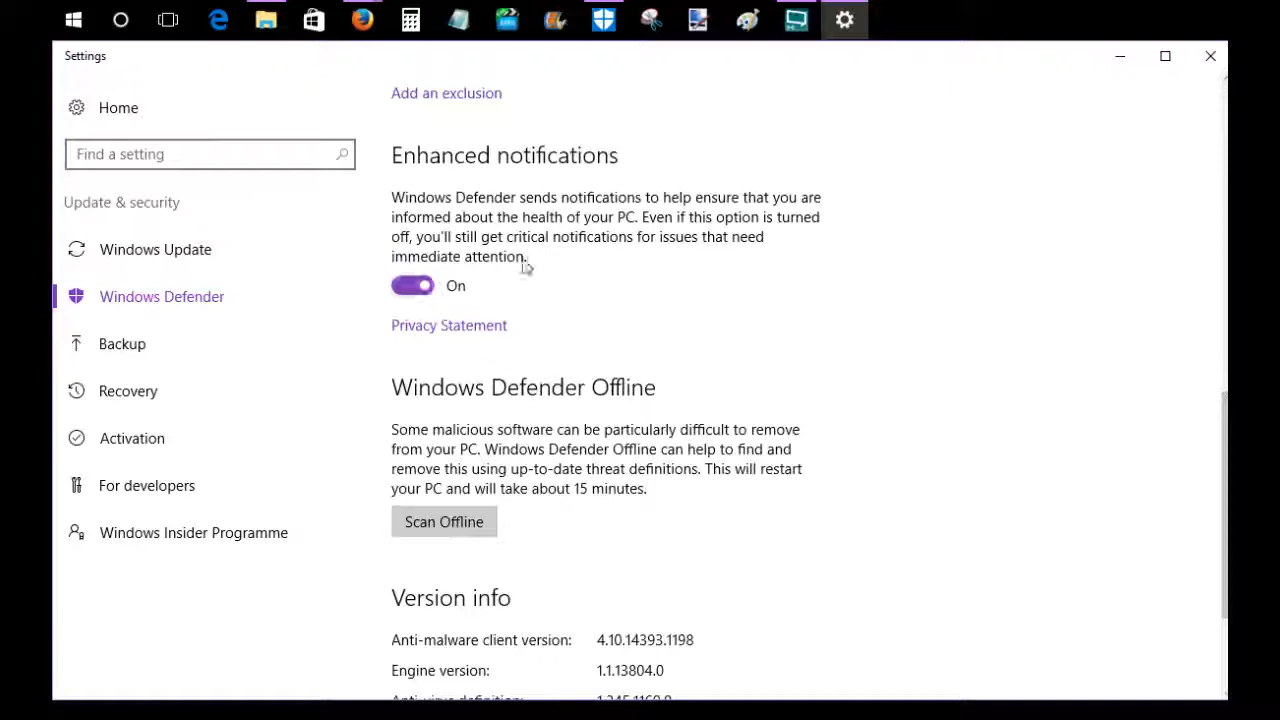 Settings
Home
Find a setting
Update & security
Windows Update
Windows Defender
Backup
Recovery
Activation
For developers
Windows Insider Programme
Add an exclusion
Enhanced notifications
Windows Defender sends notifications to help ensure that you are
informed about the health of your PC. Even if this option is turned
off, you'll still get critical notifications for issues that need
immediate attention.
On
Privacy Statement
Windows Defender Offline
Some malicious software can be particularly difficult to remove
from your PC. Windows Defender Offline can help to find and
remove this using up-to-date threat definitions. This will restart
your PC and will take about 15 minutes.
Scan Offline
Version info
Anti-malware client version: 4.10.14393.1198
Engine version: 1.1.13804.0